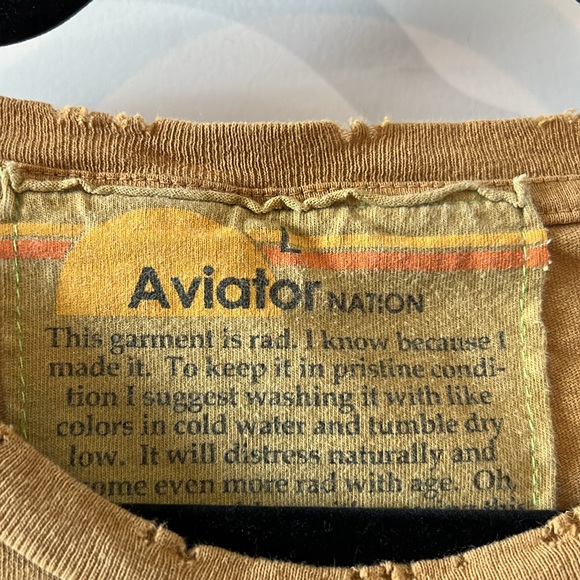 L
Aviator NATION
This garment is rad. I know because I
made it. To keep it in pristine condi-
tion I suggest washing it with like
colors in cold water and tumble dry
low. It will distress naturally and
come even more rad with age. Oh,